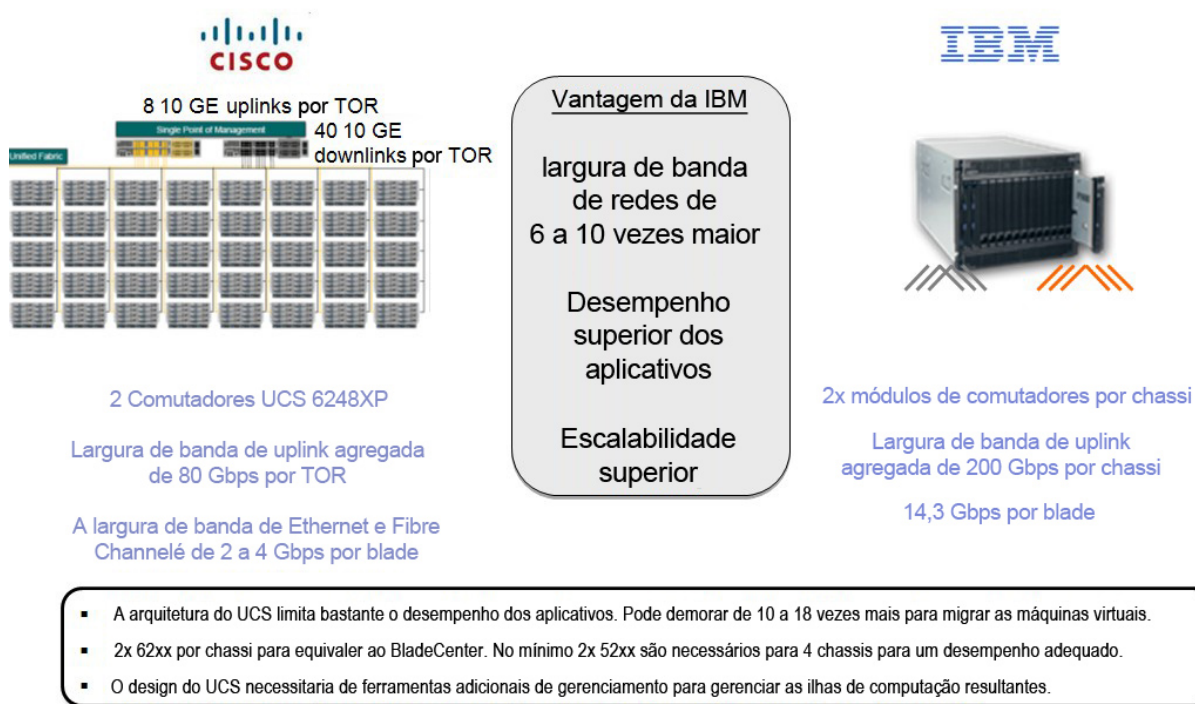 CISCO
8 10 GE uplinks por TOR
Single Point of Management
40 10 GE
downlinks por TOR
Unified Fabric
2 Comutadores UCS 6248XP
Largura de banda de uplink agregada
de 80 Gbps por TOR
A largura de banda de Ethernet e Fibre
Channelé de 2 a 4 Gbps por blade
Vantagem da IBM
largura de banda
de redes de
6 a 10 vezes maior
Desempenho
superior dos
aplicativos
Escalabilidade
superior
IBM
2x módulos de comutadores por chassi
Largura de banda de uplink
agregada de 200 Gbps por chassi
14,3 Gbps por blade
▪ A arquitetura do UCS limita bastante o desempenho dos aplicativos. Pode demorar de 10 a 18 vezes mais para migrar as máquinas virtuais.
▪ 2x 62xx por chassi para equivaler ao BladeCenter. No mínimo 2x 52xx são necessários para 4 chassis para um desempenho adequado.
▪ O design do UCS necessitaria de ferramentas adicionais de gerenciamento para gerenciar as ilhas de computação resultantes.